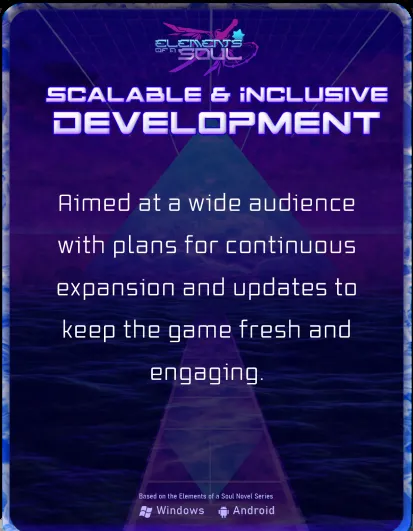 ELEMENTS
OF A
SOUL
SCALABLE & iNCLUSIVE
DEVELOPMENT
Aimed at a wide audience
with plans for continuous
expansion and updates to
keep the game fresh and
engaging.
Based on the Elements of a Soul Novel Series
Windows Android